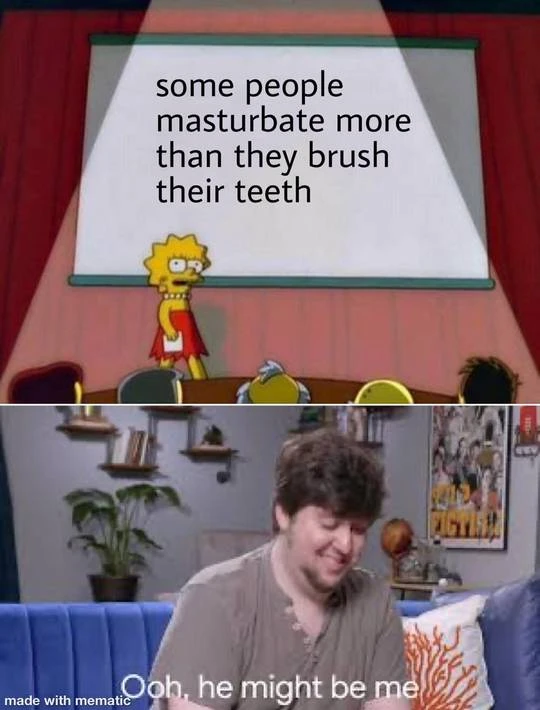 some people
masturbate more
than they brush
their teeth
Ooh, he might be me
made with mematic